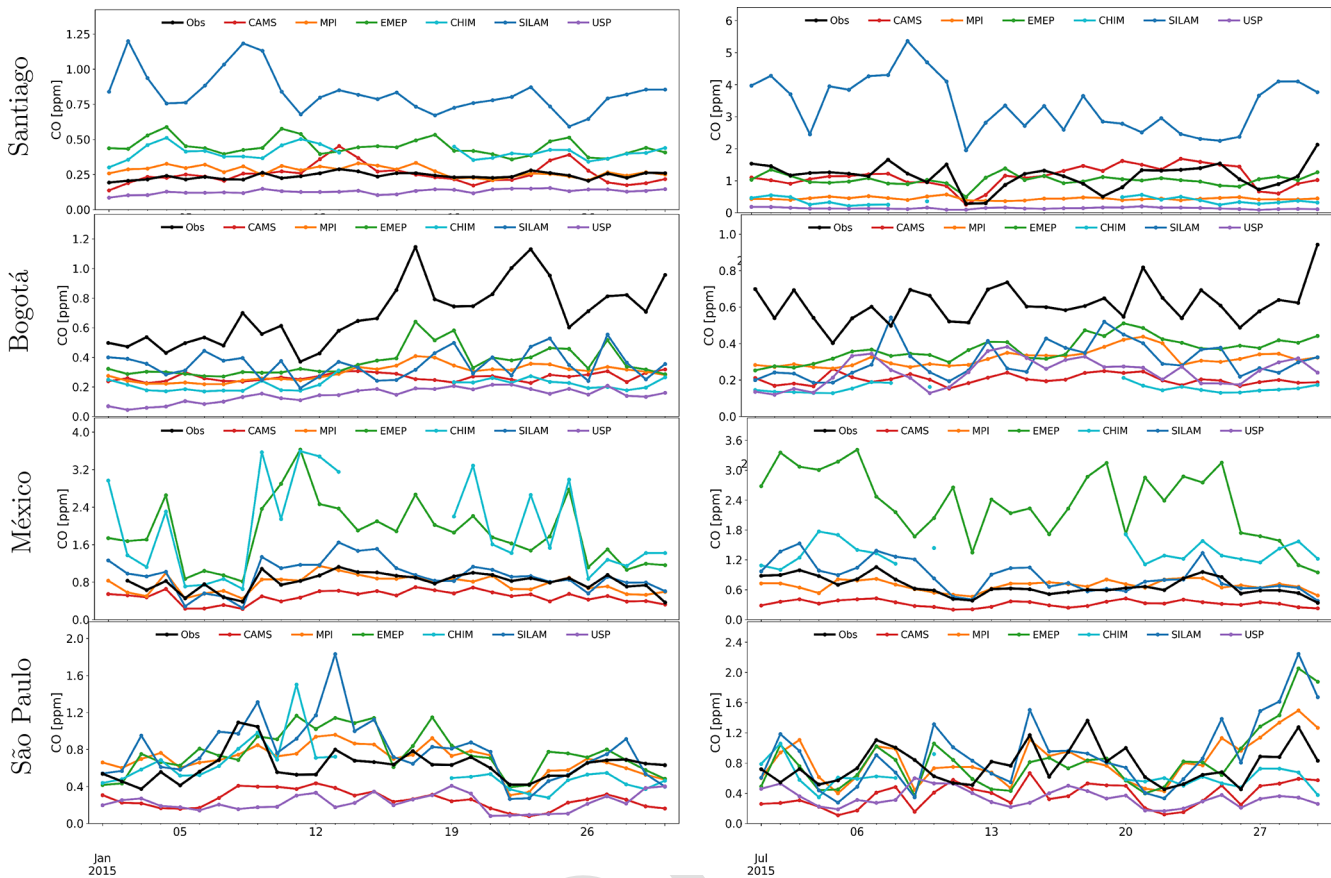 Santiago
CO [ppm]
1.25
1.00
0.75
0.50
0.25
0.00
Obs CAMS MPI EMEP CHIM SILAM USP
CO [ppm]
6
5
4
3
2
1
0
Obs CAMS MPI EMEP CHIM SILAM USP
Bogotá
CO [ppm]
1.2
1.0
0.8
0.6
0.4
0.2
0.0
Obs CAMS MPI EMEP CHIM SILAM USP
CO [ppm]
1.0
0.8
0.6
0.4
0.2
0.0
Obs CAMS MPI EMEP CHIM SILAM USP
México
CO [ppm]
4.0
3.2
2.4
1.6
0.8
0.0
Obs CAMS MPI EMEP CHIM SILAM USP
CO [ppm]
3.6
3.0
2.4
1.8
1.2
0.6
0.0
Obs CAMS MPI EMEP CHIM SILAM USP
São Paulo
CO [ppm]
2.0
1.6
1.2
0.8
0.4
0.0
Obs CAMS MPI EMEP CHIM SILAM USP
05 12 19 26
Jan
2015
CO [ppm]
2.8
2.4
2.0
1.6
1.2
0.8
0.4
0.0
Obs CAMS MPI EMEP CHIM SILAM USP
06 13 20 27
Jul
2015